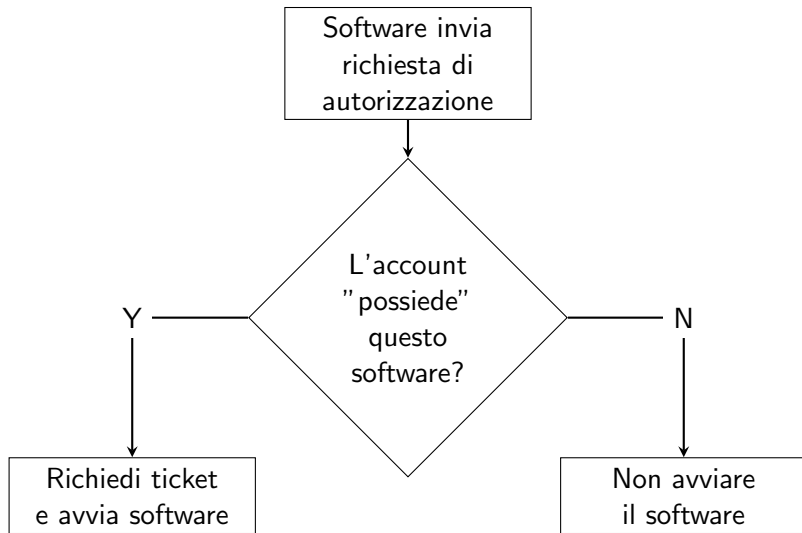 Software invia
richiesta di
autorizzazione
L'account
"possiede"
questo
software?
Y
N
Richiedi ticket
e avvia software
Non avviare
il software